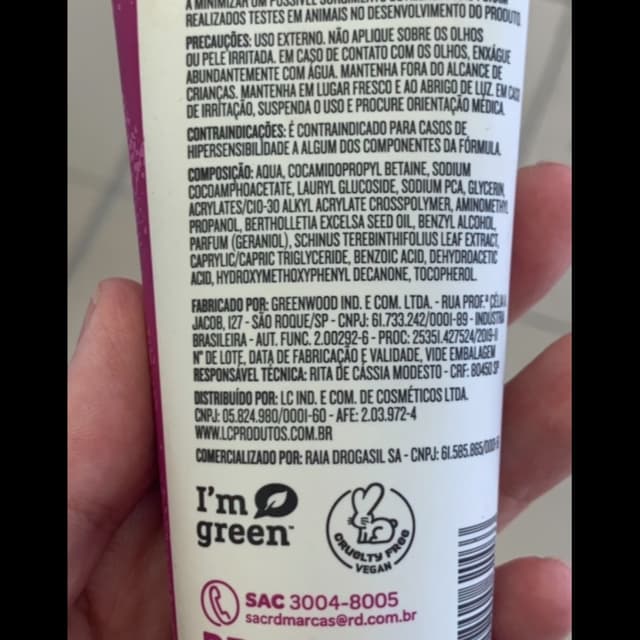 A MINIMIZAR UM POSSÍVEL SURGIMENTO
REALIZADOS TESTES EM ANIMAIS NO DESENVOLVIMENTO DO PRODUTO.
PRECAUÇÕES: USO EXTERNO. NÃO APLIQUE SOBRE OS OLHOS
OU PELE IRRITADA. EM CASO DE CONTATO COM OS OLHOS, ENXÁGUE
ABUNDANTEMENTE COM ÁGUA. MANTENHA FORA DO ALCANCE DE
CRIANÇAS. MANTENHA EM LUGAR FRESCO E AO ABRIGO DE LUZ. EM CASO
DE IRRITAÇÃO, SUSPENDA O USO E PROCURE ORIENTAÇÃO MÉDICA.
CONTRAINDICAÇÕES: É CONTRAINDICADO PARA CASOS DE
HIPERSENSIBILIDADE A ALGUM DOS COMPONENTES DA FÓRMULA.
COMPOSIÇÃO: AQUA, COCAMIDOPROPYL BETAINE, SODIUM
COCOAMPHOACETATE, LAURYL GLUCOSIDE, SODIUM PCA, GLYCERIN,
ACRYLATES/C10-30 ALKYL ACRYLATE CROSSPOLYMER, AMINOMETHYL
PROPANOL, BERTHOLLETIA EXCELSA SEED OIL, BENZYL ALCOHOL,
PARFUM (GERANIOL), SCHINUS TEREBINTHIFOLIUS LEAF EXTRACT,
CAPRYLIC/CAPRIC TRIGLYCERIDE, BENZOIC ACID, DEHYDROACETIC
ACID, HYDROXYMETHOXYPHENYL DECANONE, TOCOPHEROL.
FABRICADO POR: GREENWOOD IND. E COM. LTDA. - RUA PROF.ª CÉLIA
JACOB, 127 - SÃO ROQUE/SP - CNPJ: 61.733.242/0001-89 - INDÚSTRIA
BRASILEIRA - AUT. FUNC. 2.00292-6 - PROC: 25351.427524/2019-11
Nº DE LOTE, DATA DE FABRICAÇÃO E VALIDADE, VIDE EMBALAGEM
RESPONSÁVEL TÉCNICA: RITA DE CÁSSIA MODESTO - CRF: 80450 SP
DISTRIBUÍDO POR: LC IND. E COM. DE COSMÉTICOS LTDA.
CNPJ: 05.824.980/0001-60 - AFE: 2.03.972-4
WWW.LCPRODUTOS.COM.BR
COMERCIALIZADO POR: RAIA DROGASIL SA - CNPJ: 61.585.865/0001
I'm
green™
CRUELTY FREE
VEGAN
SAC 3004-8005
sacrdmarcas@rd.com.br